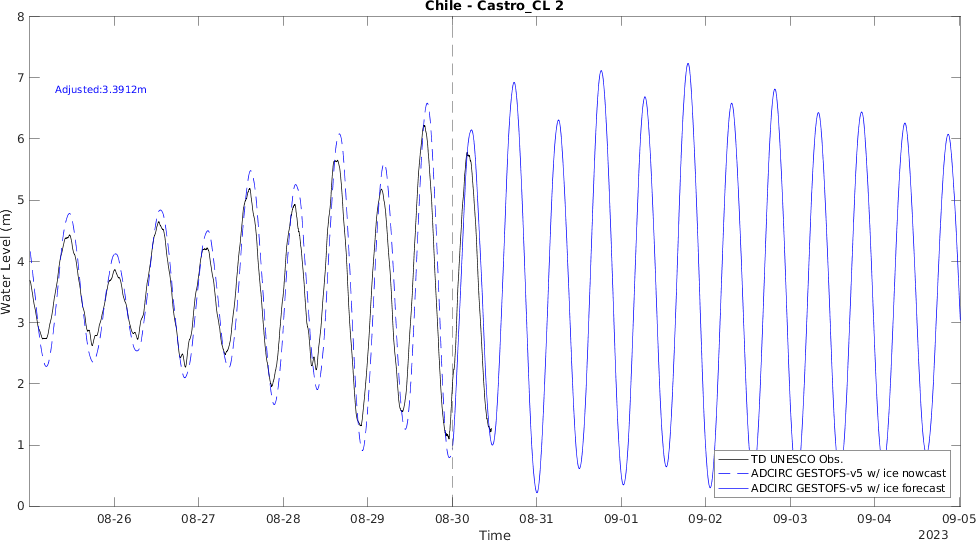 Chile - Castro_CL 2
8
7
6
5
4
3
2
1
0
Water Level (m)
Adjusted:3.3912m
TD UNESCO Obs.
ADCIRC GESTOFS-v5 w/ ice nowcast
ADCIRC GESTOFS-v5 w/ ice forecast
08-26 08-27 08-28 08-29 08-30 08-31 09-01 09-02 09-03 09-04 09-05
Time
2023